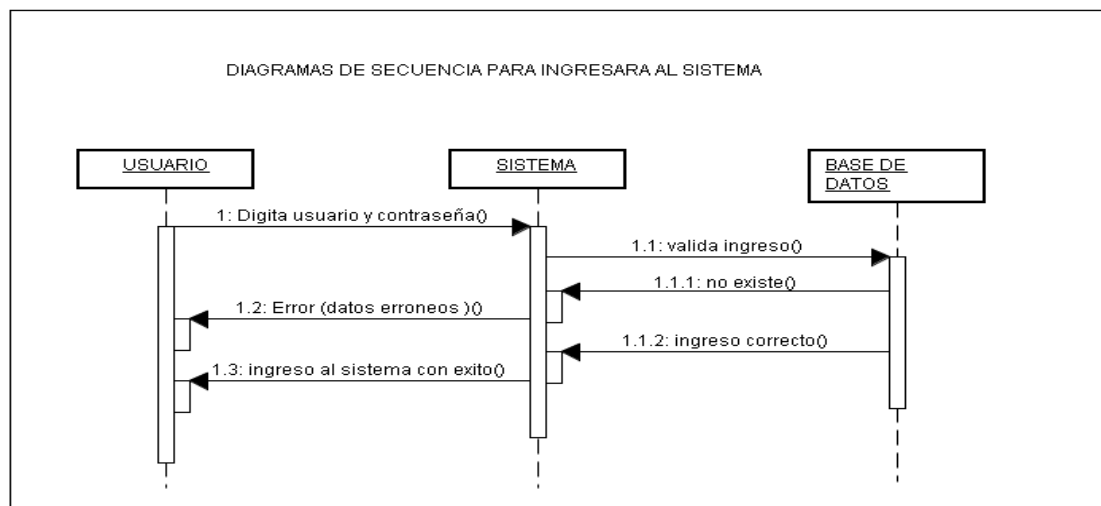 DIAGRAMAS DE SECUENCIA PARA INGRESARA AL SISTEMA
USUARIO
SISTEMA
BASE DE
DATOS
1: Digita usuario y contraseña()
1.1: valida ingreso()
1.1.1: no existe()
1.2: Error (datos erroneos )()
1.1.2: ingreso correcto()
1.3: ingreso al sistema con exito()